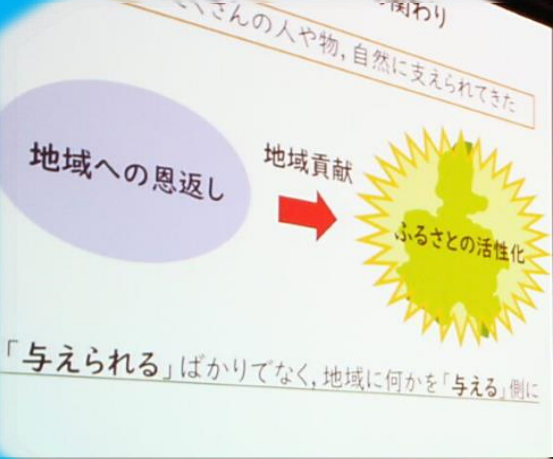 関わり
くさんの人や物,自然に支えられてきた
地域への恩返し
地域貢献
ふるさとの活性化
「与えられる」ばかりでなく,地域に何かを「与える」側に